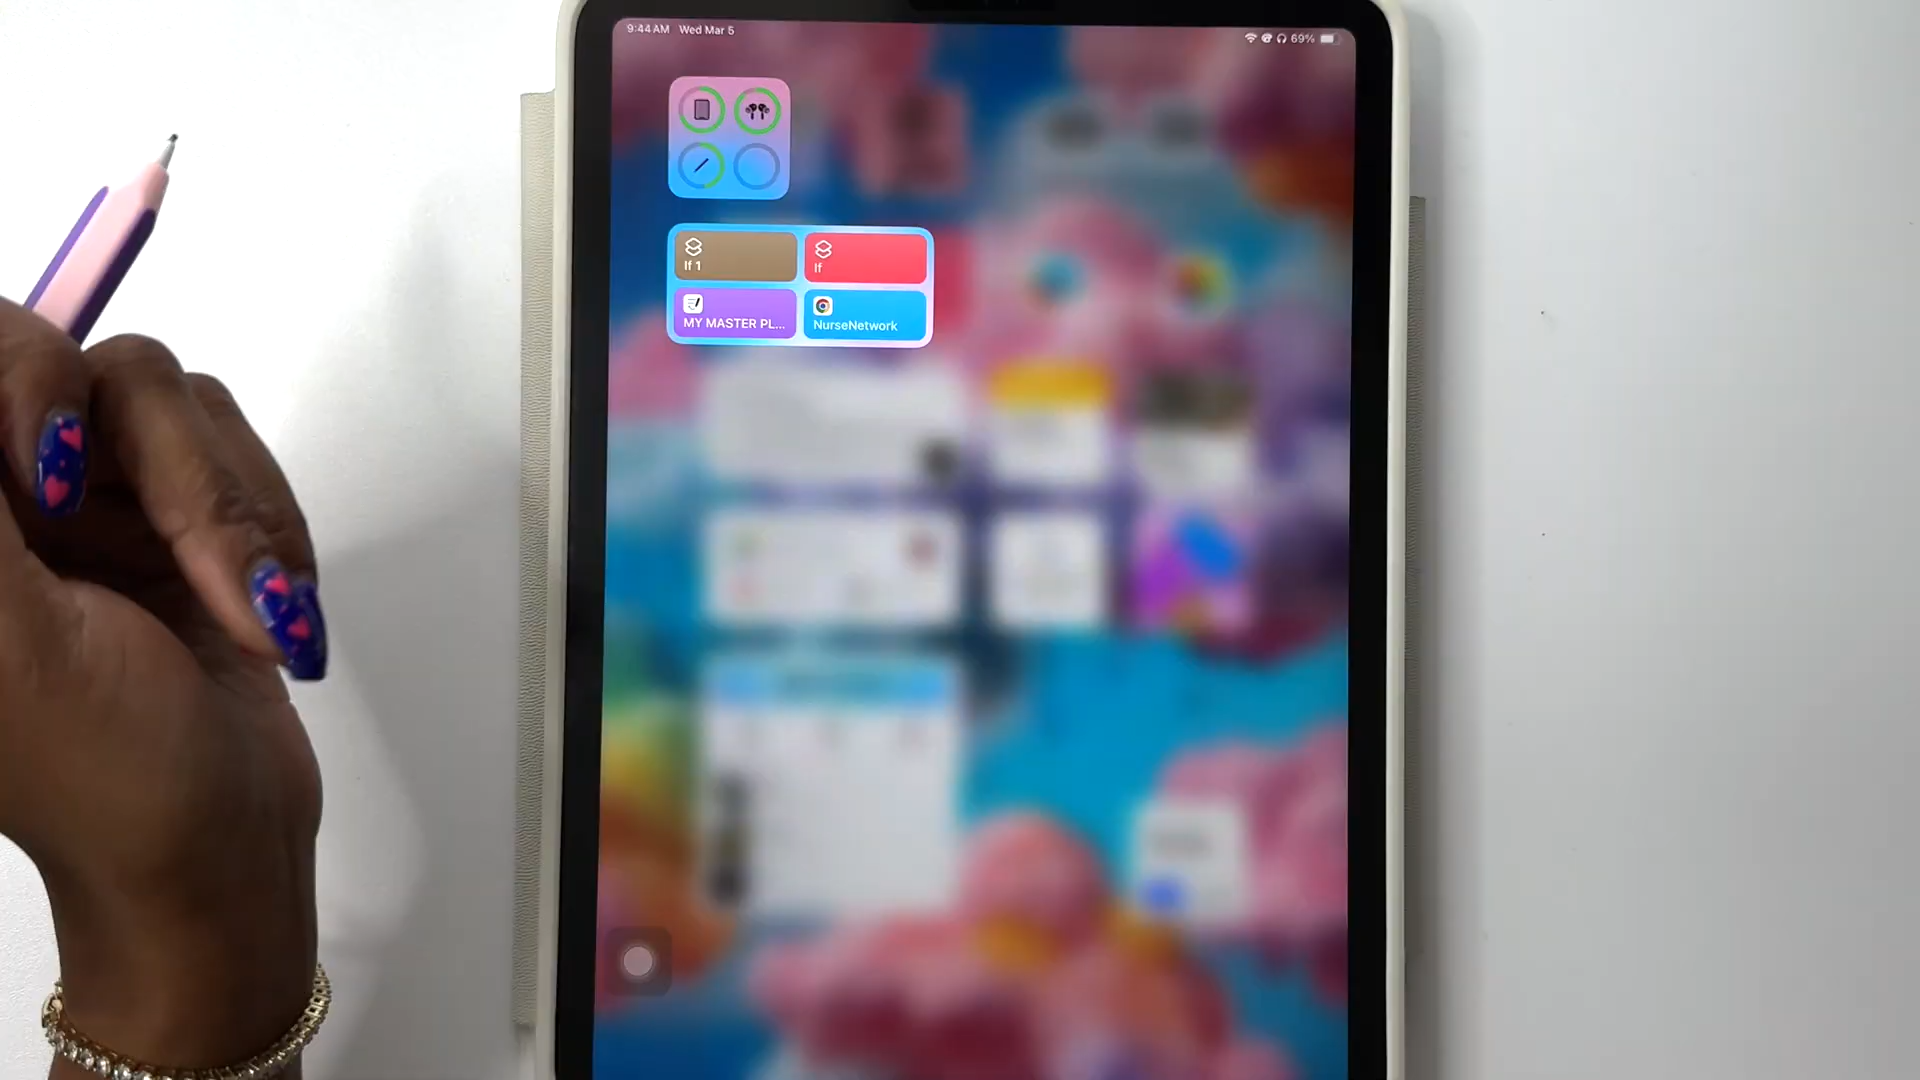 9:44 AM Wed Mar 5
69%
If 1
If
MY MASTER PL...
NurseNetwork